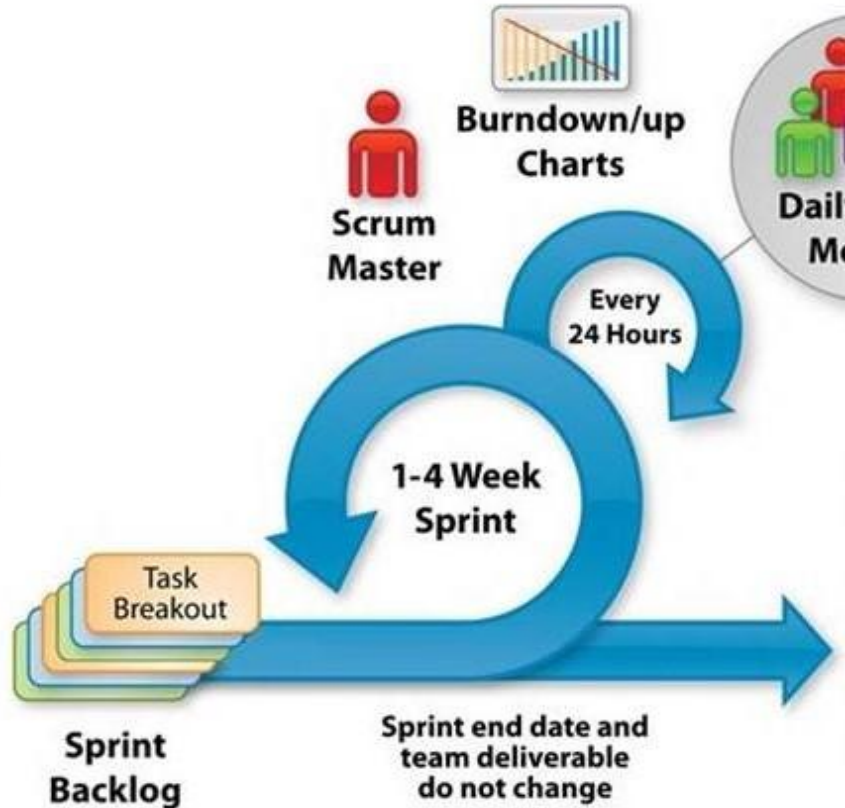 Burndown/up
Charts
Scrum
Master
Every
24 Hours
1-4 Week
Sprint
Task
Breakout
Sprint
Backlog
Sprint end date and
team deliverable
do not change